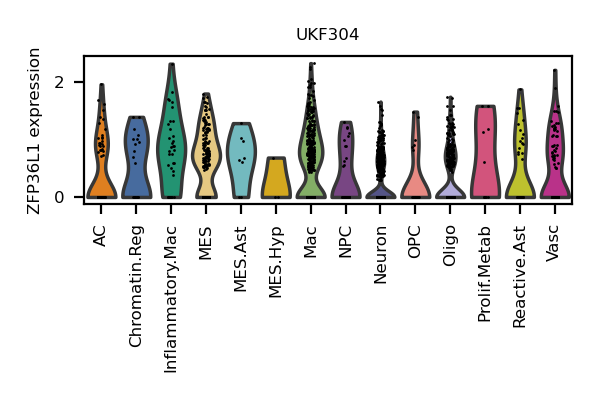 UKF304
ZFP36L1 expression
2
0
AC
Chromatin.Reg
Inflammatory.Mac
MES
MES.Ast
MES.Hyp
Mac
NPC
Neuron
OPC
Oligo
Prolif.Metab
Reactive.Ast
Vasc